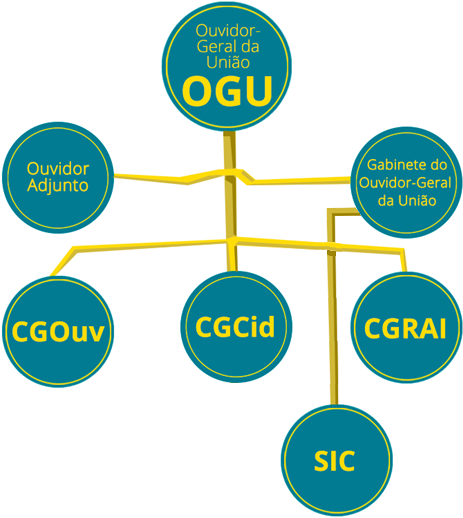 Ouvidor-
Geral da
União
OGU
Ouvidor
Adjunto
Gabinete do
Ouvidor-Geral
da União
CGOuv
CGCid
CGRAI
SIC